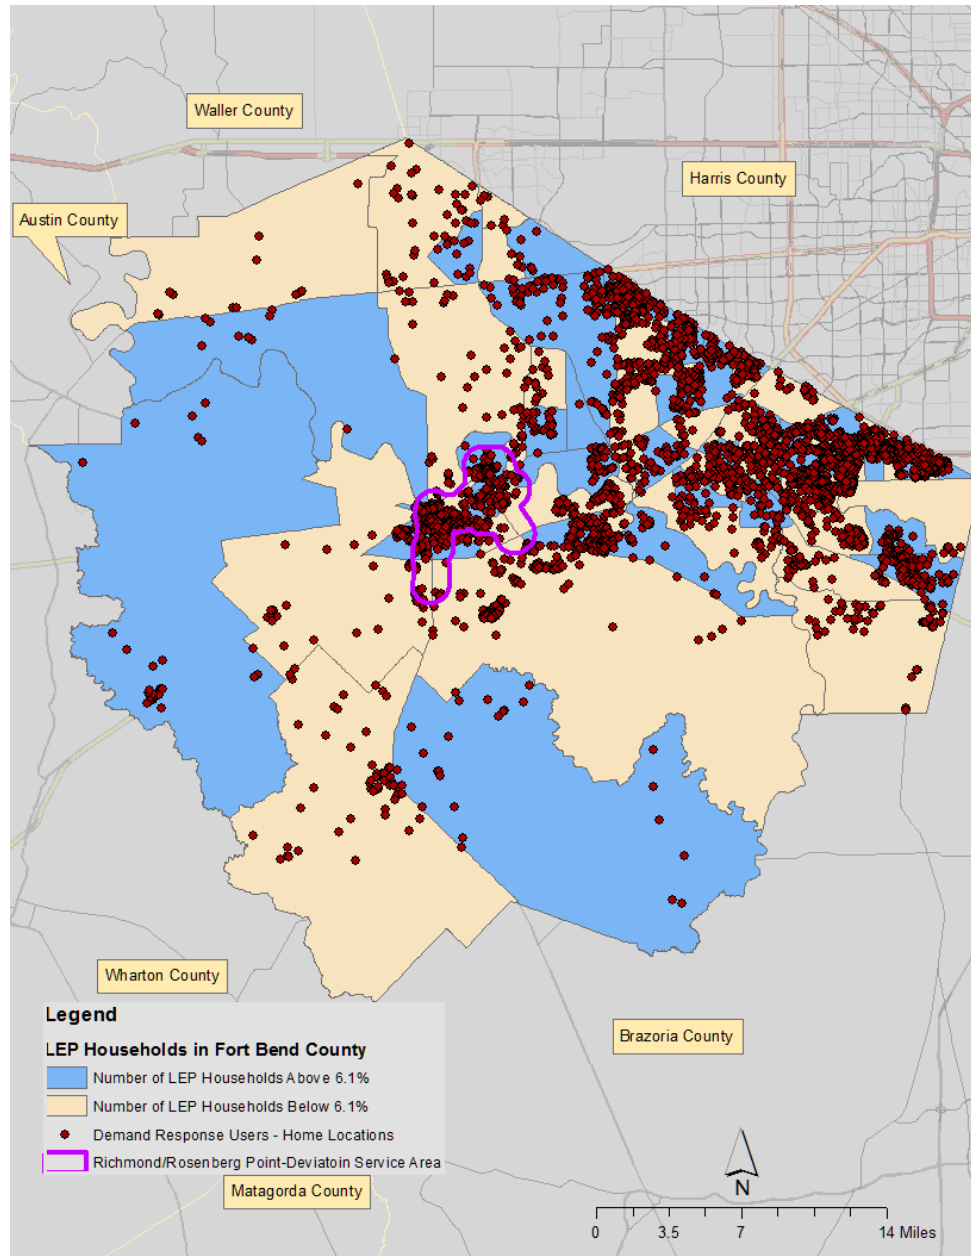 Waller County
Harris County
Austin County
Wharton County
Legend
LEP Households in Fort Bend County
Number of LEP Households Above 6.1%
Number of LEP Households Below 6.1%
Demand Response Users - Home Locations
Richmond/Rosenberg Point-Deviatoin Service Area
Brazoria County
Matagorda County
N
0 3.5 7 14 Miles